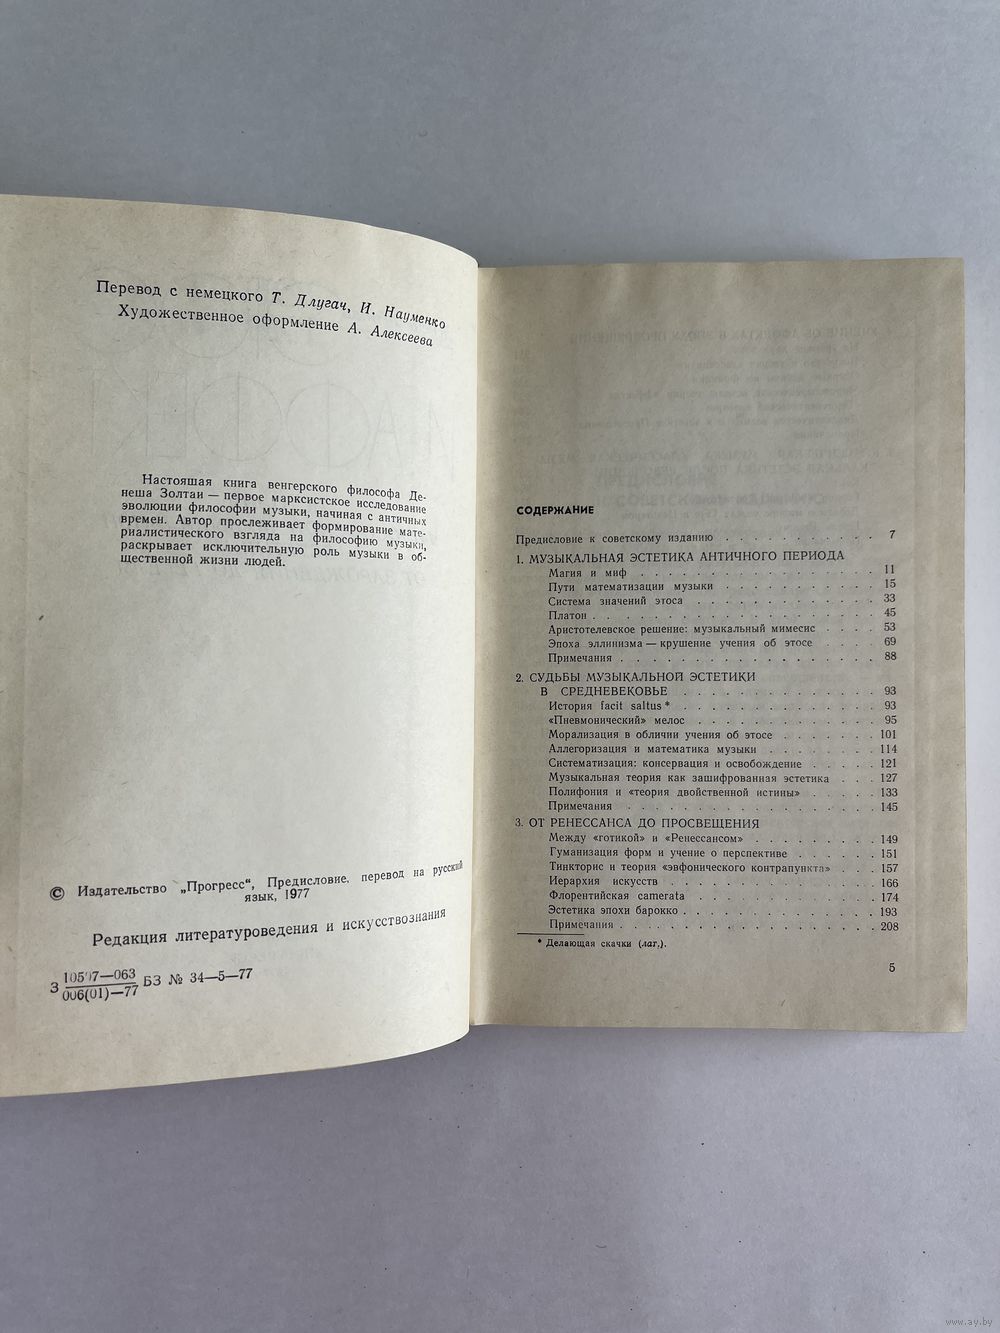 Перевод с немецкого Т. Длугач, И. Науменко
Художественное оформление А. Алексеева
Настоящая книга венгерского философа Де-
неша Золтаи — первое марксистское исследование
эволюции философии музыки, начиная с античных
времен. Автор прослеживает формирование мате-
риалистического взгляда на философию музыки,
раскрывает исключительную роль музыки в об-
щественной жизни людей.
© Издательство „Прогресс“, Предисловие, перевод на русский
язык, 1977
Редакция литературоведения и искусствознания
З 10507—063
006(01)—77 БЗ № 34—5—77
СОДЕРЖАНИЕ
Предисловие к советскому изданию . . . . . . . . . . 7
1. МУЗЫКАЛЬНАЯ ЭСТЕТИКА АНТИЧНОГО ПЕРИОДА
Магия и миф . . . . . . . . . . . . . . 11
Пути математизации музыки . . . . . . . . . . 15
Система значений этоса . . . . . . . . . . . 33
Платон . . . . . . . . . . . . . . . . 45
Аристотелевское решение: музыкальный мимесис . . . . 53
Эпоха эллинизма — крушение учения об этосе . . . . 69
Примечания . . . . . . . . . . . . . . . 88
2. СУДЬБЫ МУЗЫКАЛЬНОЙ ЭСТЕТИКИ
В СРЕДНЕВЕКОВЬЕ . . . . . . . . . . . . 93
История facit saltus * . . . . . . . . . . . . 93
«Пневмонический» мелос . . . . . . . . . . . 95
Морализация в обличии учения об этосе . . . . . . . 101
Аллегоризация и математика музыки . . . . . . . . 114
Систематизация: консервация и освобождение . . . . . 121
Музыкальная теория как зашифрованная эстетика . . . 127
Полифония и «теория двойственной истины» . . . . . 133
Примечания . . . . . . . . . . . . . . . 145
3. ОТ РЕНЕССАНСА ДО ПРОСВЕЩЕНИЯ
Между «готикой» и «Ренессансом» . . . . . . . . . 149
Гуманизация форм и учение о перспективе . . . . . . 151
Тинкторис и теория «эвфонического контрапункта» . . . 157
Иерархия искусств . . . . . . . . . . . . . 166
Флорентийская camerata . . . . . . . . . . . 174
Эстетика эпохи барокко . . . . . . . . . . . . 193
Примечания . . . . . . . . . . . . . . . 208
* Делающая скачки (лат.).
5
www.ay.by